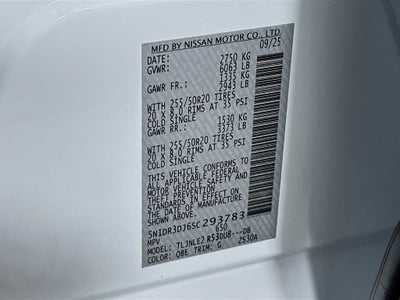 MFD BY NISSAN MOTOR CO., LTD
DATE: 09/25
GVWR: 2750 KG
6063 LB
GAWR FR.: 1335 KG
2943 LB
WITH 255/50R20 TIRES
20 X 8.0 RIMS AT 35 PSI
COLD SINGLE
GAWR RR.: 1530 KG
3373 LB
WITH 255/50R20 TIRES
20 X 8.0 RIMS AT 35 PSI
COLD SINGLE
THIS VEHICLE CONFORMS TO
ALL APPLICABLE FEDERAL
MOTOR VEHICLE SAFETY AND
THEFT PREVENTION STANDARDS
IN EFFECT ON THE DATE
OF MANUFACTURE
5N1DR3DJ6SC293783
MPV 650
TYPE: TLJNLE2 RS3DU8---DB
COLOR: QBE TRIM: G ZS30A